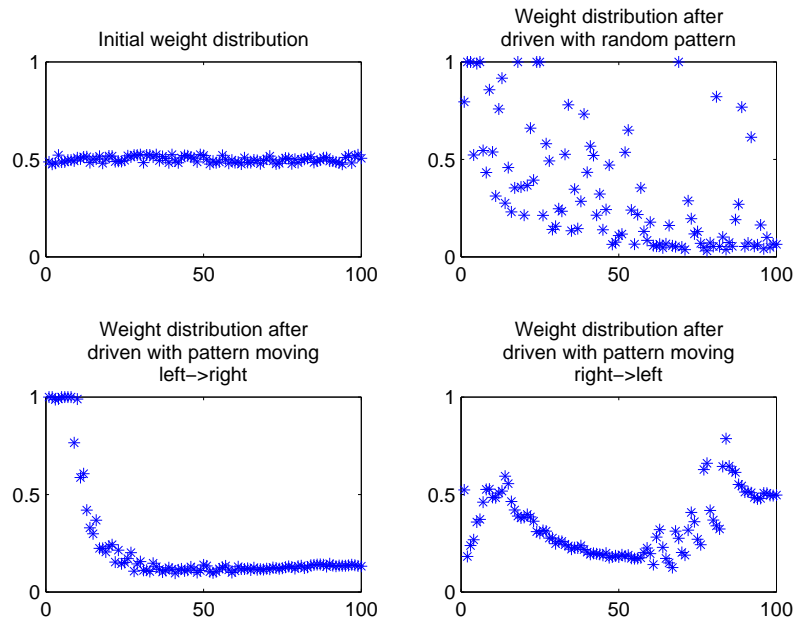 Initial weight distribution
1
0.5
0
0
50
100
Weight distribution after
driven with random pattern
1
0.5
0
0
50
100
Weight distribution after
driven with pattern moving
left->right
1
0.5
0
0
50
100
Weight distribution after
driven with pattern moving
right->left
1
0.5
0
0
50
100